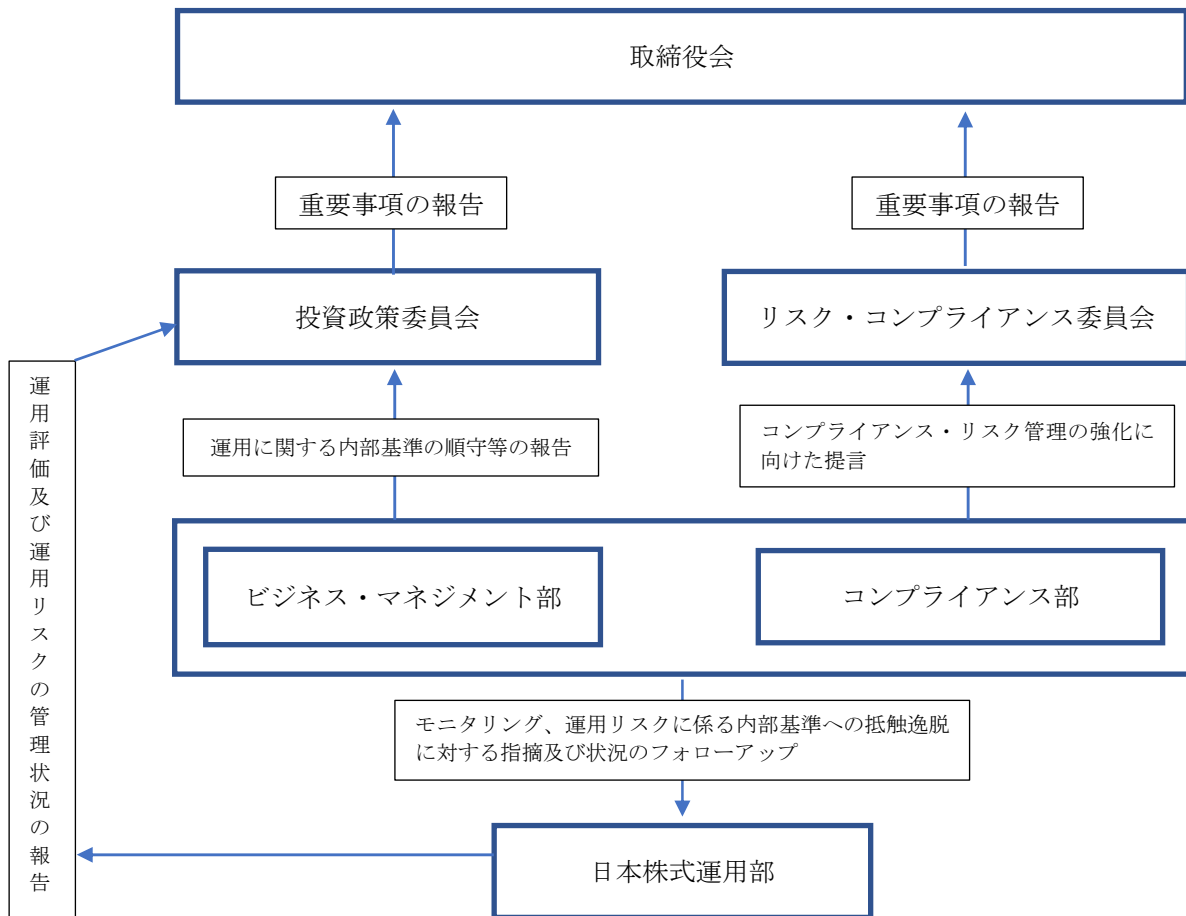 取締役会
重要事項の報告
重要事項の報告
投資政策委員会
リスク・コンプライアンス委員会
運用評価及び運用リスクの管理状況の報告
運用に関する内部基準の順守等の報告
コンプライアンス・リスク管理の強化に
向けた提言
ビジネス・マネジメント部
コンプライアンス部
モニタリング、運用リスクに係る内部基準への抵触逸脱
に対する指摘及び状況のフォローアップ
日本株式運用部